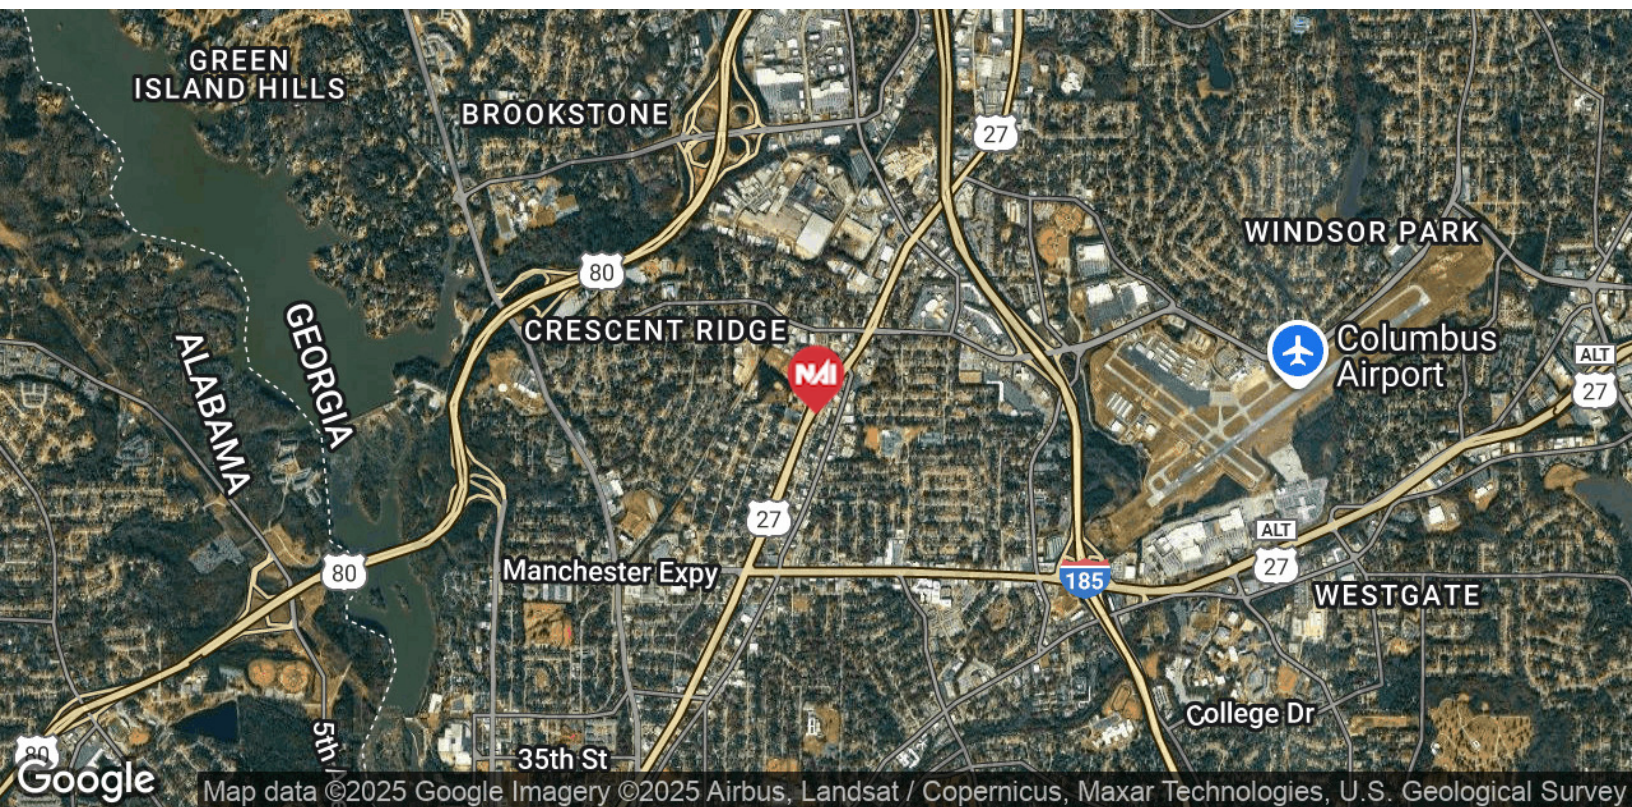 GREEN
ISLAND HILLS
BROOKSTONE
27
WINDSOR PARK
80
GEORGIA
CRESCENT RIDGE
ALABAMA
NAI
Columbus
Airport
ALT
27
27
ALT
27
Manchester Expy
80
185
WESTGATE
College Dr
5th
35th St
80
Google
Map data ©2025 Google Imagery ©2025 Airbus, Landsat / Copernicus, Maxar Technologies, U.S. Geological Survey